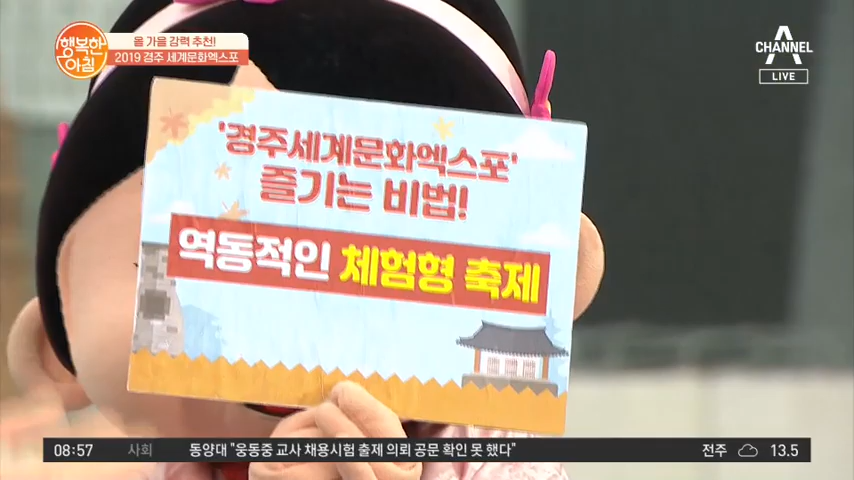 행복한
아침
올 가을 강력 추천!
2019 경주 세계문화엑스포
CHANNEL A
LIVE
'경주세계문화엑스포'
즐기는 비법!
역동적인 체험형 축제
08:57 사회 동양대 "웅동중 교사 채용시험 출제 의뢰 공문 확인 못 했다" 전주 13.5